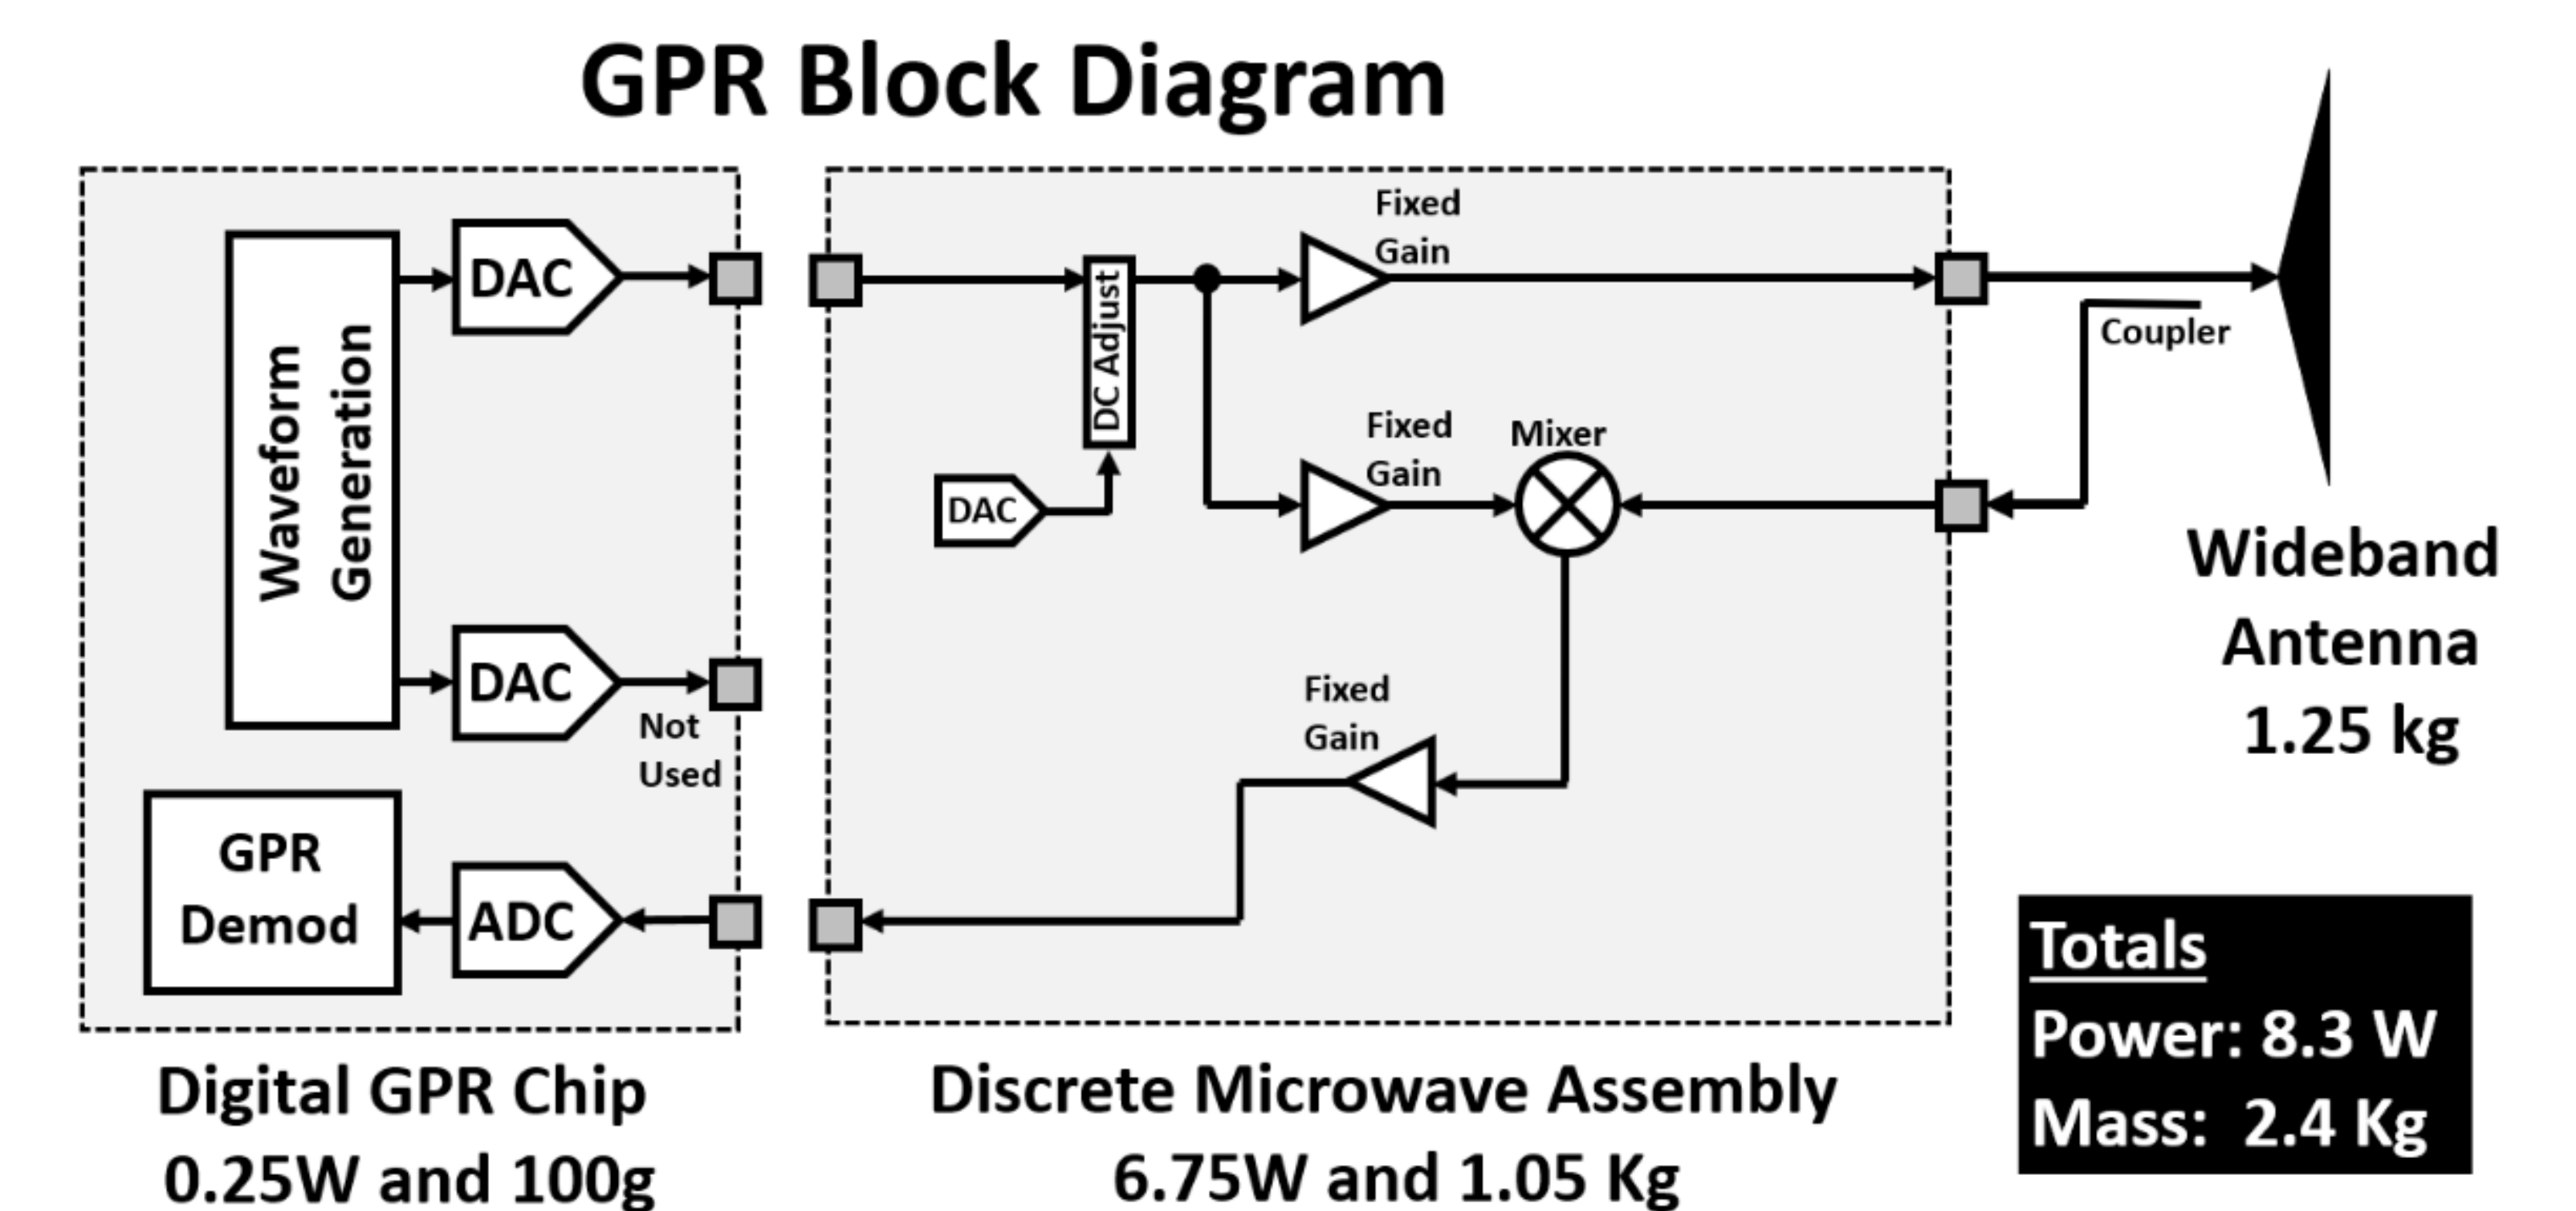 GPR Block Diagram
Waveform
Generation
DAC
DAC
Not
Used
GPR
Demod
ADC
Digital GPR Chip
0.25W and 100g
DC Adjust
DAC
Fixed
Gain
Fixed
Gain
Mixer
Fixed
Gain
Discrete Microwave Assembly
6.75W and 1.05 Kg
Coupler
Wideband
Antenna
1.25 kg
Totals
Power: 8.3 W
Mass: 2.4 Kg